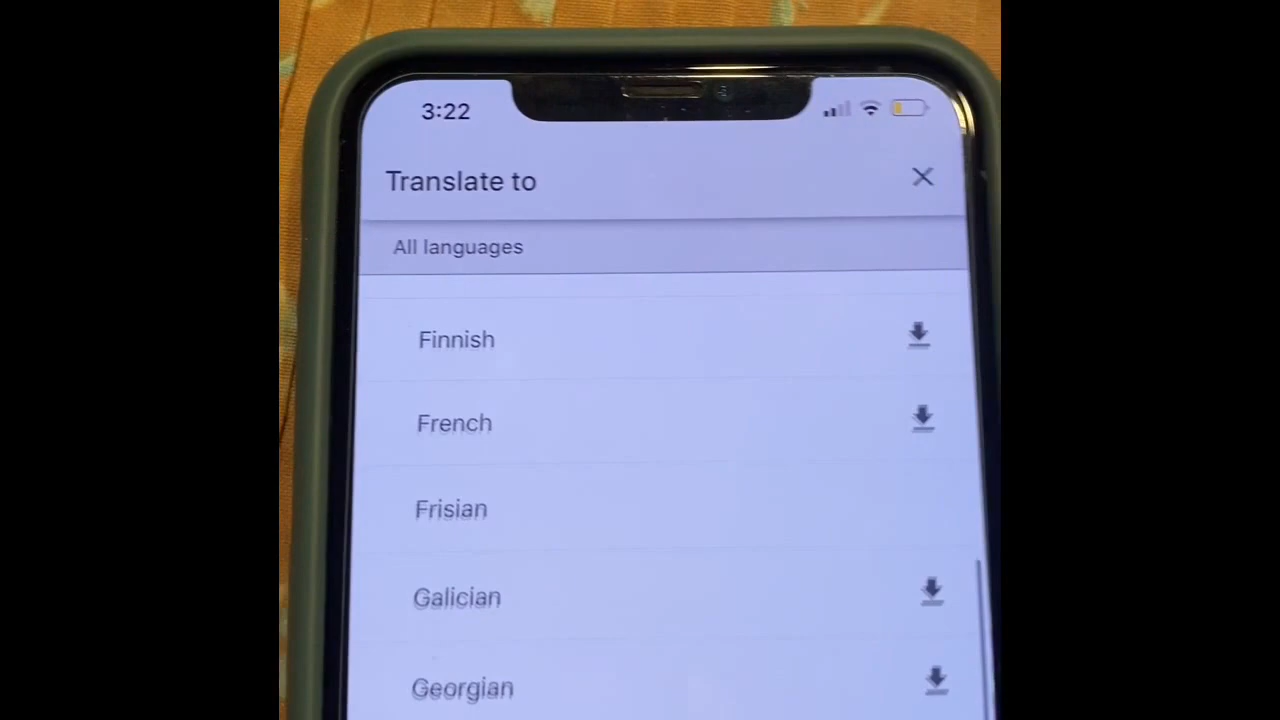 3:22
Translate to
All languages
Finnish
French
Frisian
Galician
Georgian